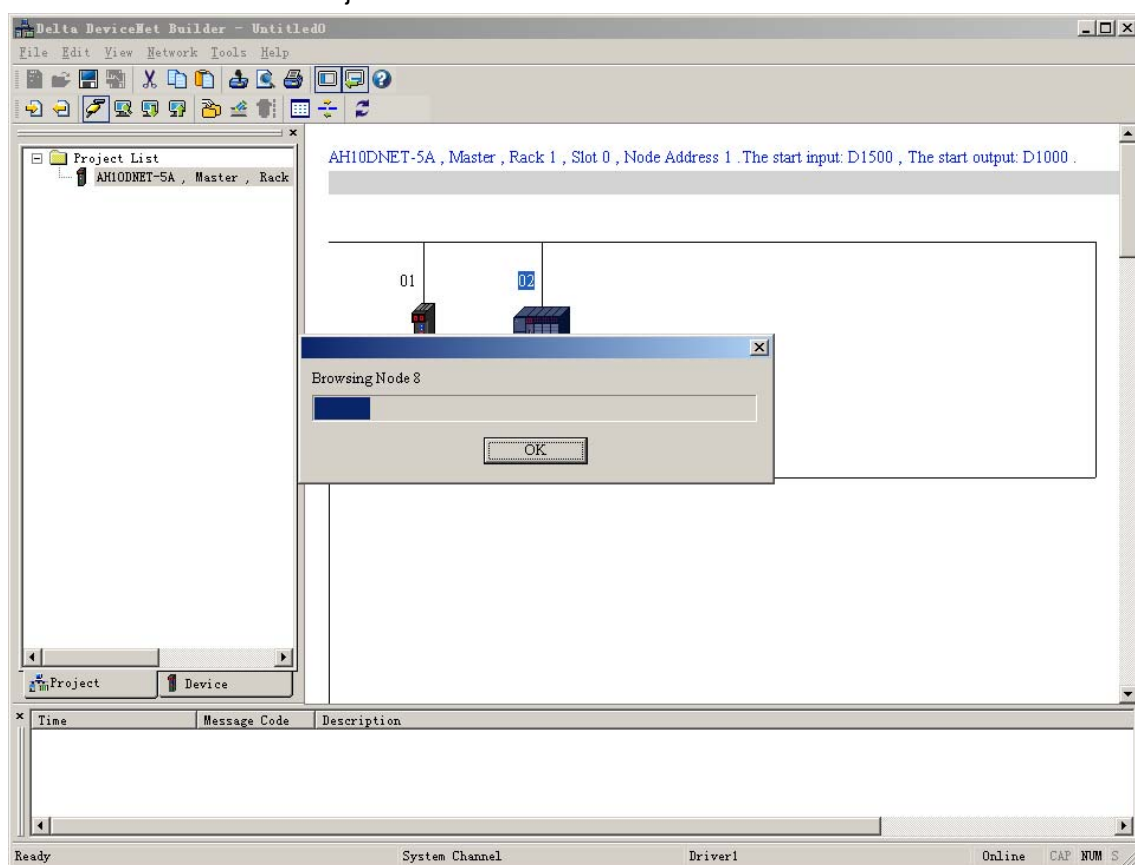 Delta DeviceNet Builder - Untitled0
File Edit View Network Tools Help
Project List
AH10DNET-5A , Master , Rack
AH10DNET-5A , Master , Rack 1 , Slot 0 , Node Address 1 .The start input: D1500 , The start output: D1000 .
01
02
Browsing Node 8
OK
Project
Device
Time Message Code Description
Ready System Channel Driver1 Online CAP NUM S